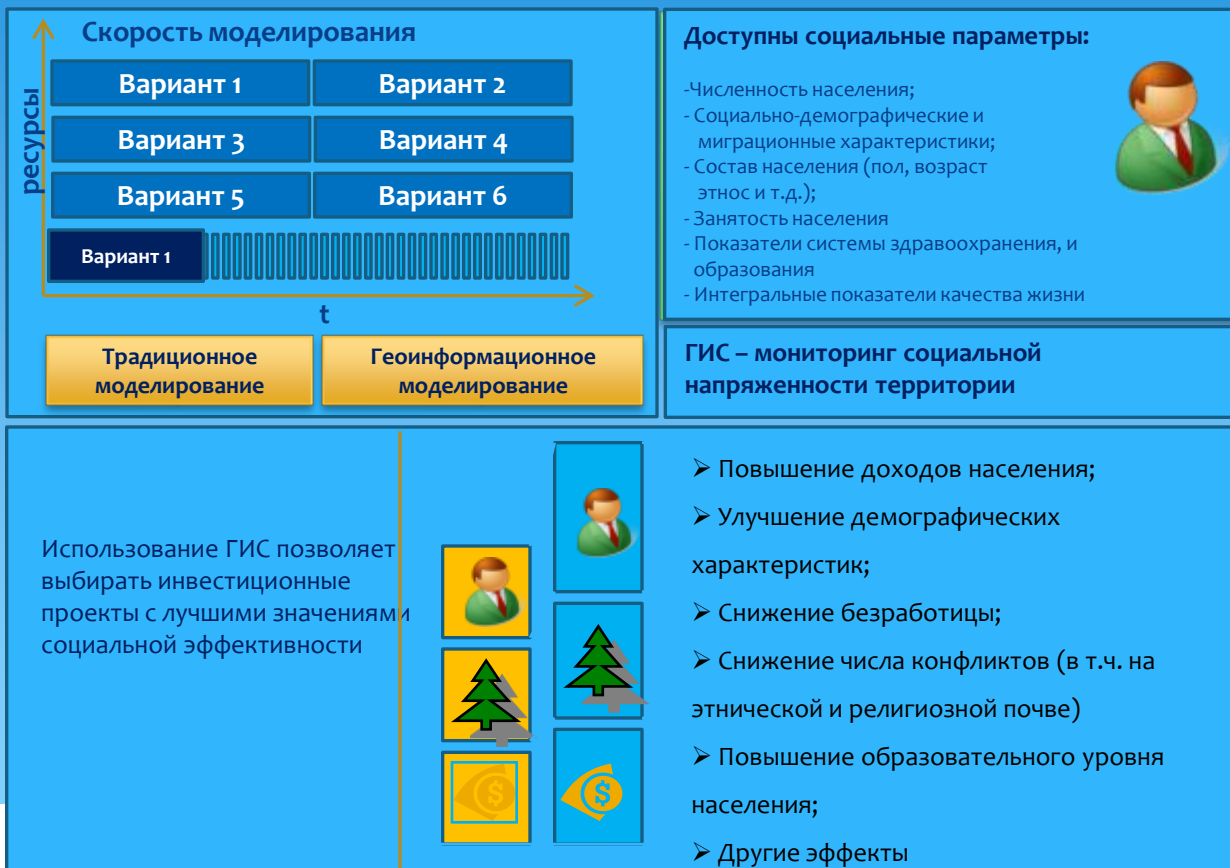 Скорость моделирования
ресурсы
Вариант 1
Вариант 2
Вариант 3
Вариант 4
Вариант 5
Вариант 6
Вариант 1
t
Традиционное
моделирование
Геоинформационное
моделирование
Доступны социальные параметры:
-Численность населения;
- Социально-демографические и
миграционные характеристики;
- Состав населения (пол, возраст
этнос и т.д.);
- Занятость населения
- Показатели системы здравоохранения, и
образования
- Интегральные показатели качества жизни
ГИС – мониторинг социальной
напряженности территории
Использование ГИС позволяет
выбирать инвестиционные
проекты с лучшими значениями
социальной эффективности
$
$
➢ Повышение доходов населения;
➢ Улучшение демографических
характеристик;
➢ Снижение безработицы;
➢ Снижение числа конфликтов (в т.ч. на
этнической и религиозной почве)
➢ Повышение образовательного уровня
населения;
➢ Другие эффекты